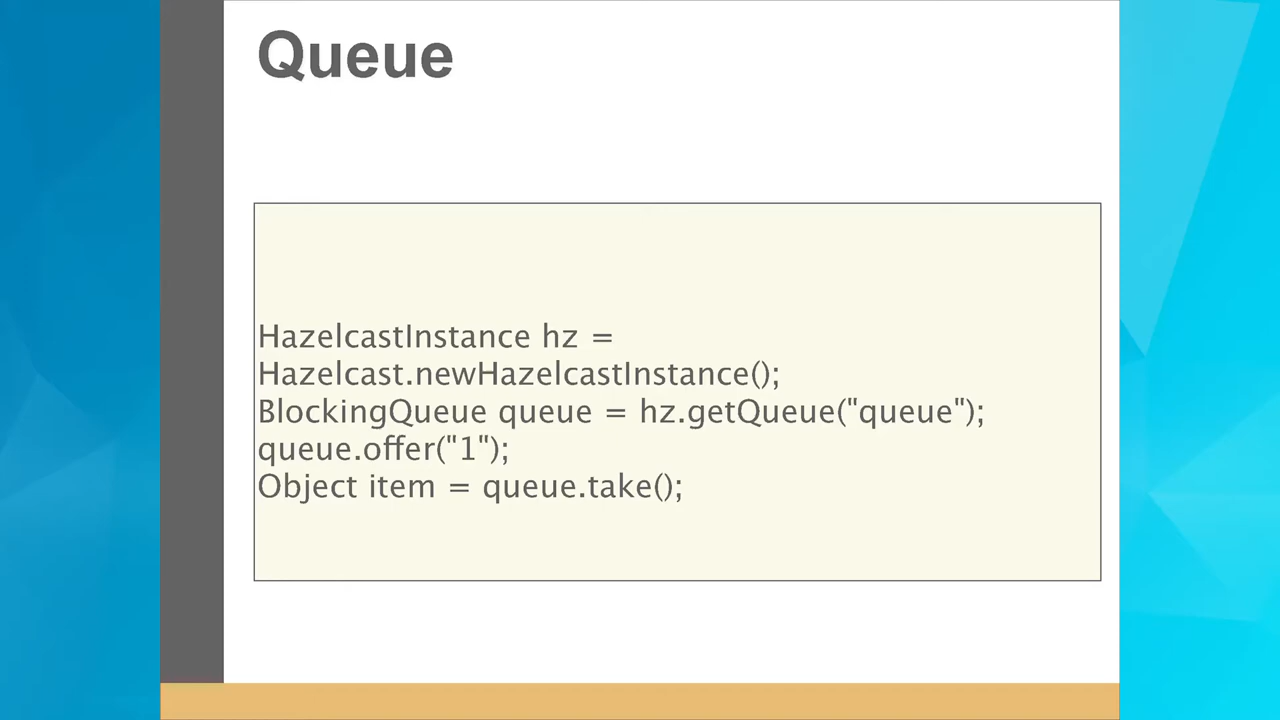 Queue
HazelcastInstance hz =
Hazelcast.newHazelcastInstance();
BlockingQueue queue = hz.getQueue("queue");
queue.offer("1");
Object item = queue.take();